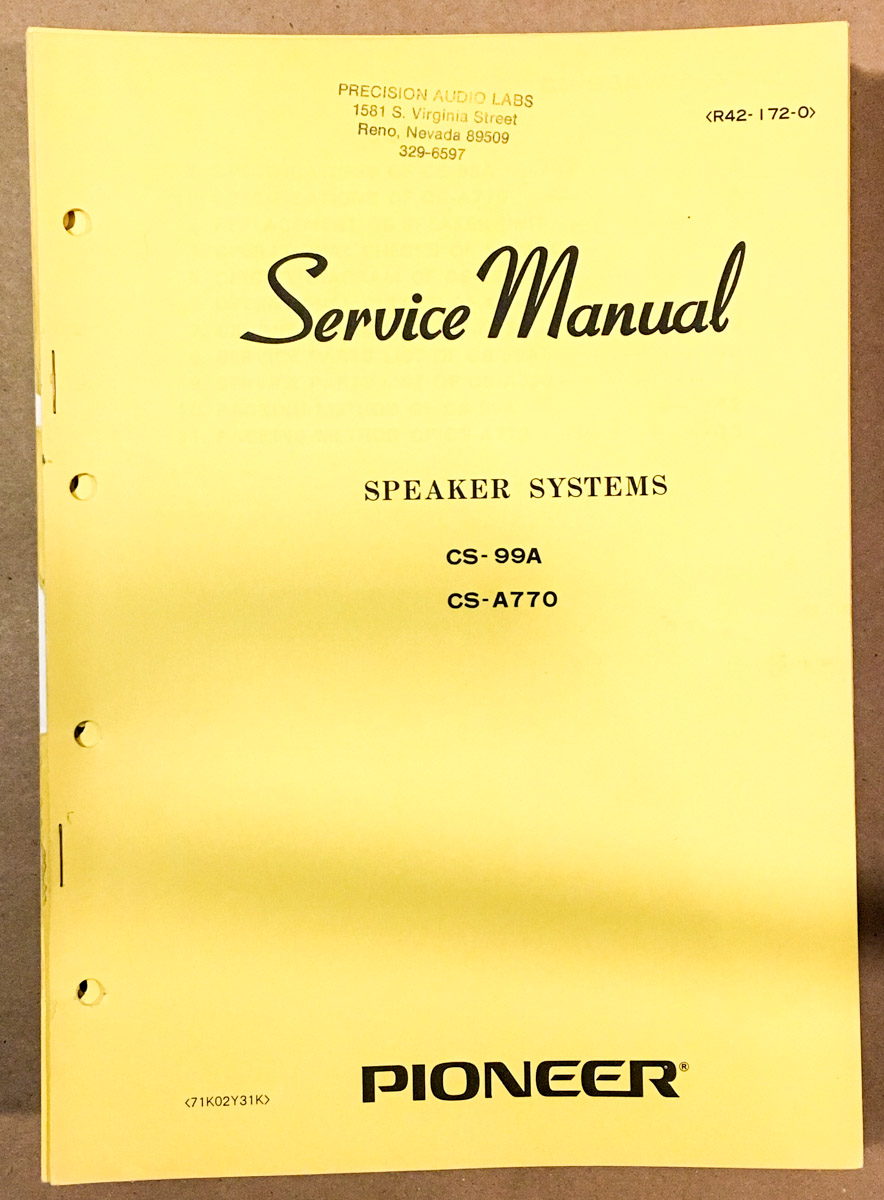 PRECISION AUDIO LABS
1581 S. Virginia Street
Reno, Nevada 89509
329-6597
<R42-172-0>
Service Manual
SPEAKER SYSTEMS
CS-99A
CS-A770
PIONEER®
<71K02Y31K>